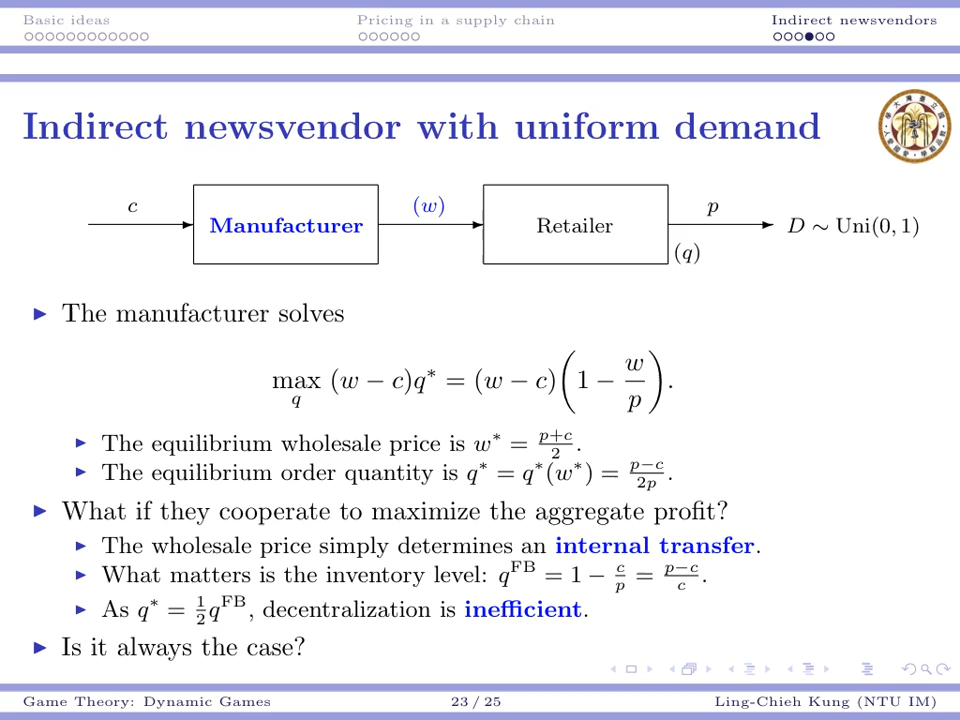 Basic ideas Pricing in a supply chain Indirect newsvendors
Indirect newsvendor with uniform demand
c Manufacturer (w) Retailer p (q) D ∼ Uni(0, 1)
▶ The manufacturer solves
max_q (w − c)q* = (w − c)(1 − w/p).
▶ The equilibrium wholesale price is w* = (p+c)/2.
▶ The equilibrium order quantity is q* = q*(w*) = (p−c)/2p.
▶ What if they cooperate to maximize the aggregate profit?
▶ The wholesale price simply determines an internal transfer.
▶ What matters is the inventory level: q^FB = 1 − c/p = (p−c)/c.
▶ As q* = 1/2 q^FB, decentralization is inefficient.
▶ Is it always the case?
Game Theory: Dynamic Games 23 / 25 Ling-Chieh Kung (NTU IM)